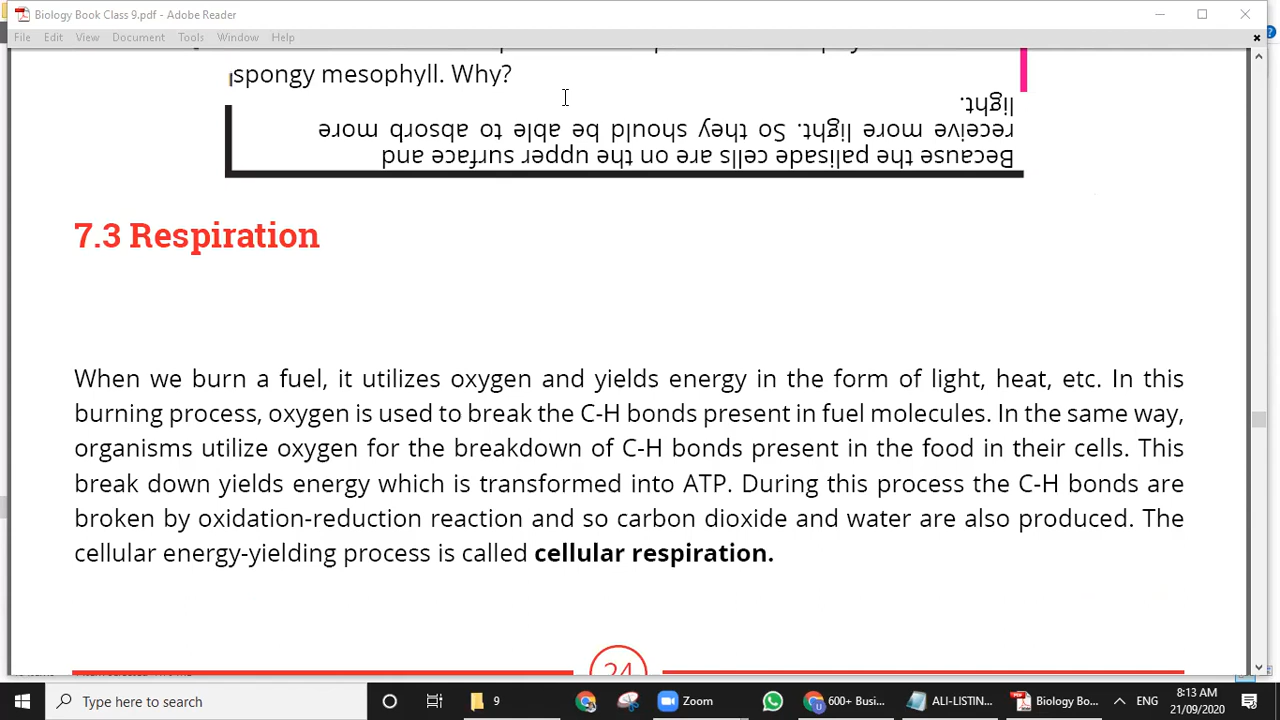 Biology Book Class 9.pdf - Adobe Reader
File Edit View Document Tools Window Help
spongy mesophyll. Why?
Because the palisade cells are on the upper surface and
receive more light. So they should be able to absorb more
light.
7.3 Respiration
When we burn a fuel, it utilizes oxygen and yields energy in the form of light, heat, etc. In this
burning process, oxygen is used to break the C-H bonds present in fuel molecules. In the same way,
organisms utilize oxygen for the breakdown of C-H bonds present in the food in their cells. This
break down yields energy which is transformed into ATP. During this process the C-H bonds are
broken by oxidation-reduction reaction and so carbon dioxide and water are also produced. The
cellular energy-yielding process is called cellular respiration.
24
Type here to search
9
Zoom
600+ Busi...
ALI-LISTIN...
Biology Bo...
ENG
8:13 AM
21/09/2020